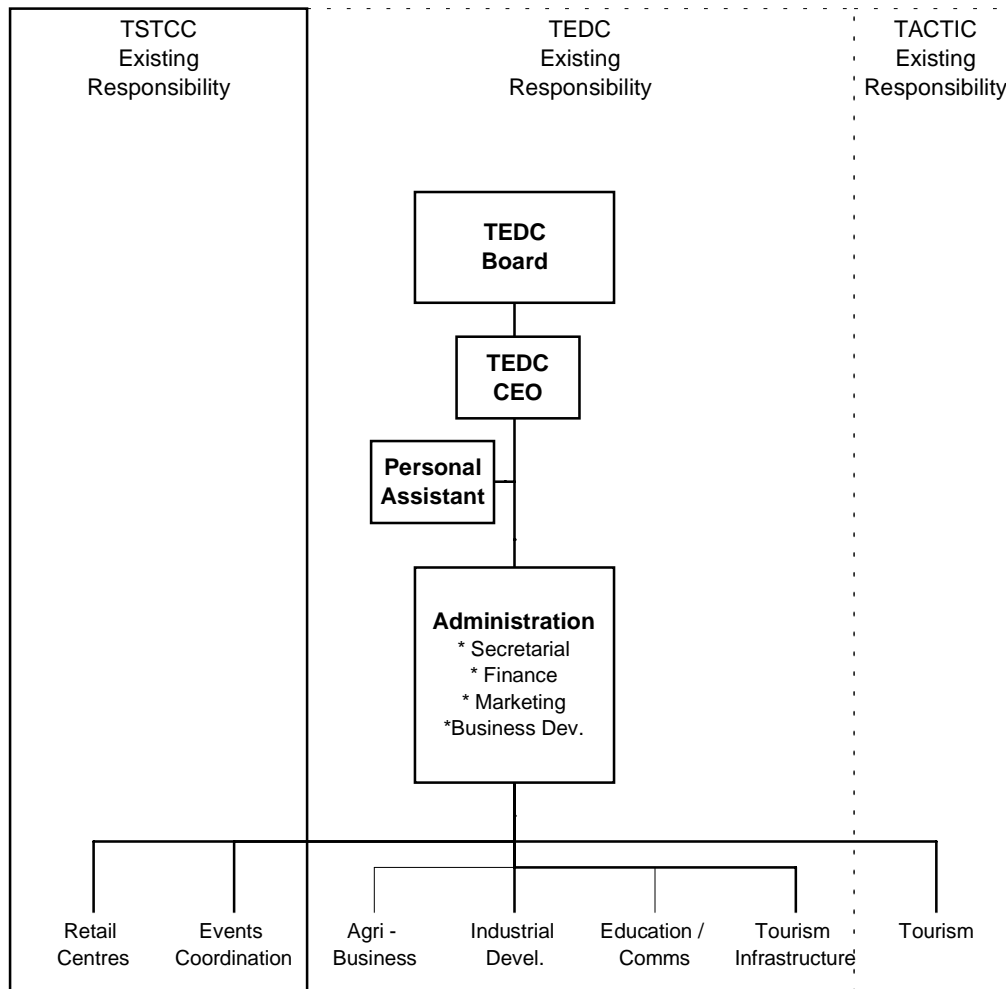 TSTCC
Existing
Responsibility
TEDC
Existing
Responsibility
TACTIC
Existing
Responsibility
TEDC
Board
TEDC
CEO
Personal
Assistant
Administration
* Secretarial
* Finance
* Marketing
*Business Dev.
Retail
Centres
Events
Coordination
Agri -
Business
Industrial
Devel.
Education /
Comms
Tourism
Infrastructure
Tourism